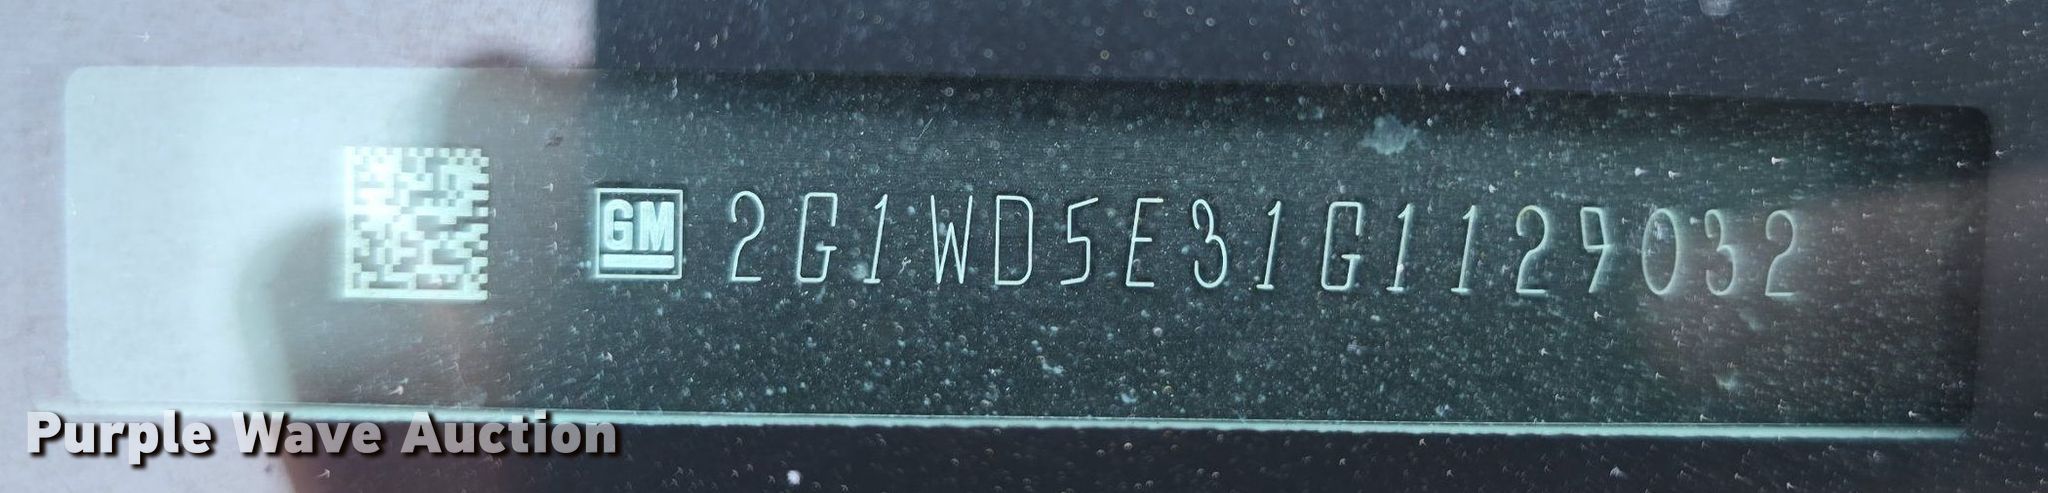 GM 2G1WD5E31G1129032
Purple Wave Auction